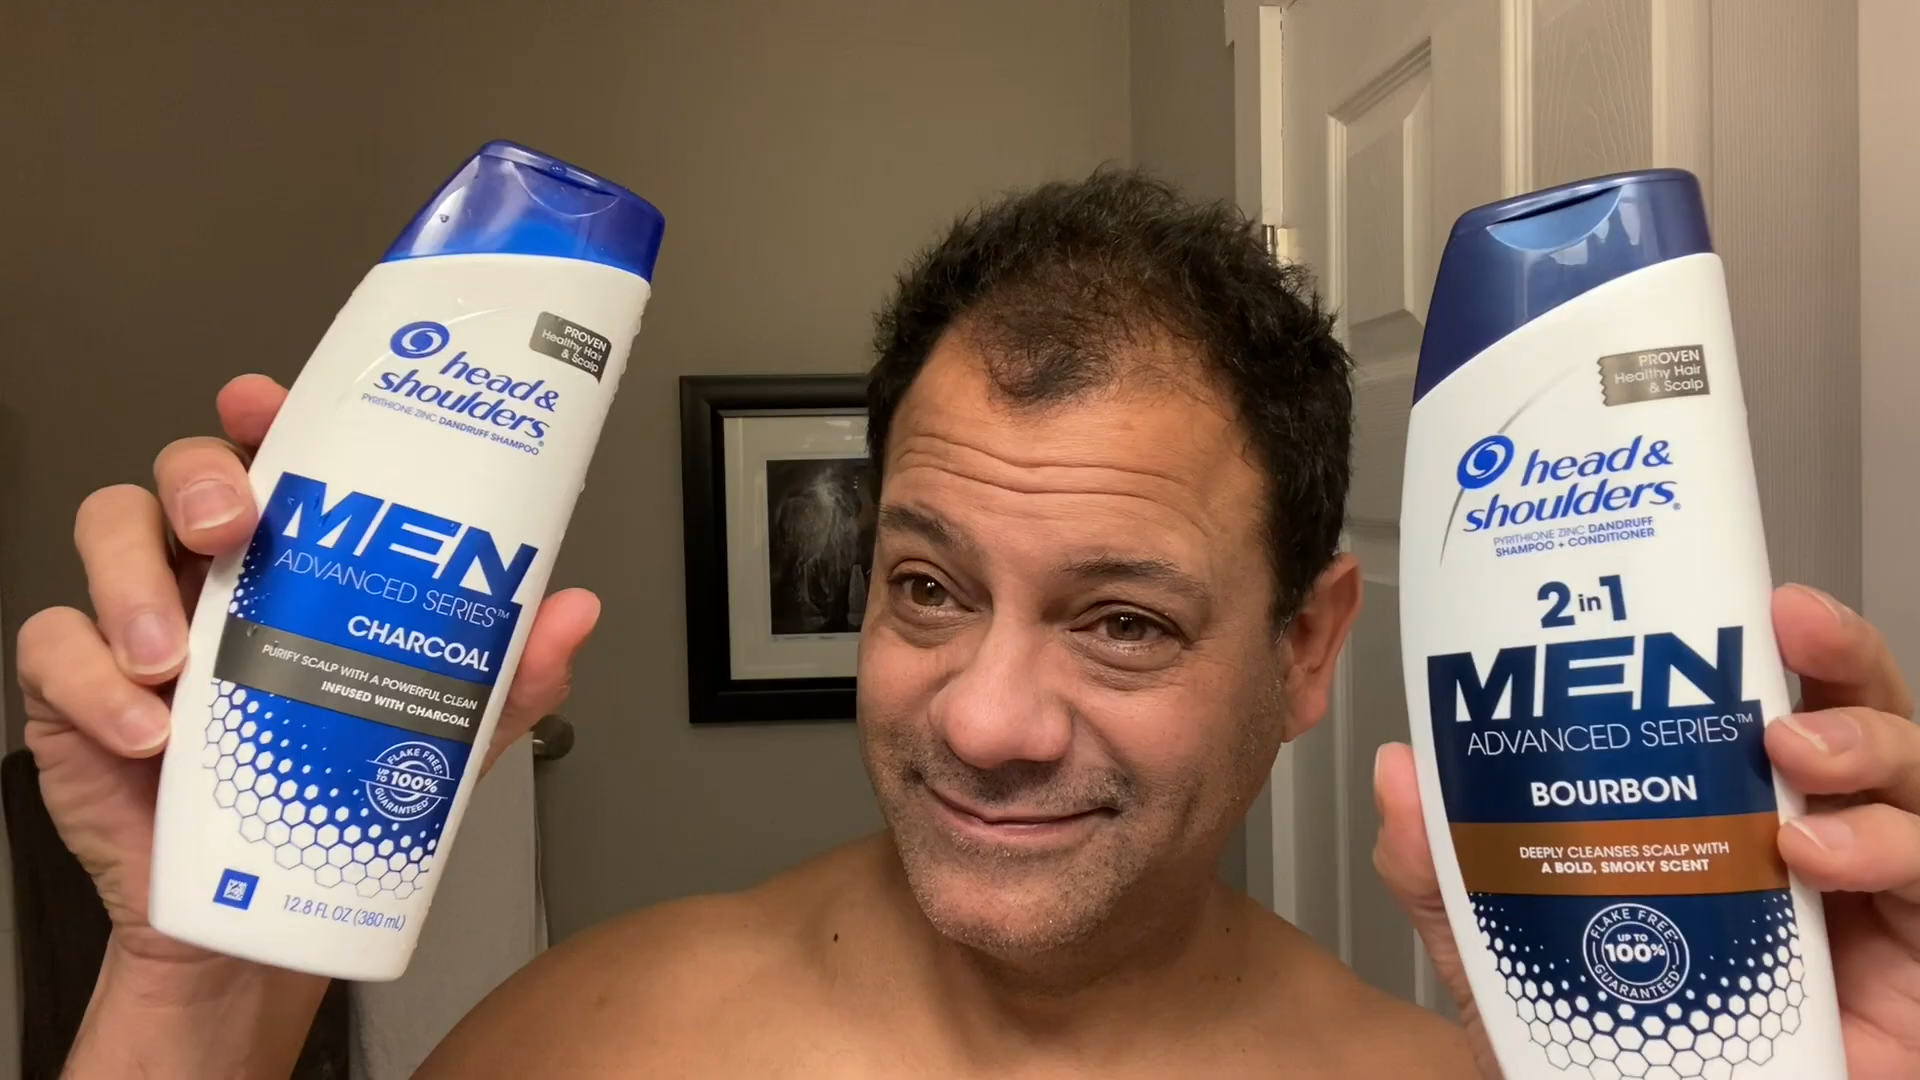 PROVEN
Healthy Hair
& Scalp
head &
shoulders®
PYRITHIONE ZINC DANDRUFF SHAMPOO
MEN
ADVANCED SERIES™
CHARCOAL
PURIFY SCALP WITH A POWERFUL CLEAN
INFUSED WITH CHARCOAL
FLAKE FREE*
UP TO 100%
GUARANTEED
12.8 FL OZ (380 mL)
PROVEN
Healthy Hair
& Scalp
head &
shoulders®
PYRITHIONE ZINC DANDRUFF
SHAMPOO + CONDITIONER
2 in 1
MEN
ADVANCED SERIES™
BOURBON
DEEPLY CLEANSES SCALP WITH
A BOLD, SMOKY SCENT
FLAKE FREE*
UP TO
100%
GUARANTEED